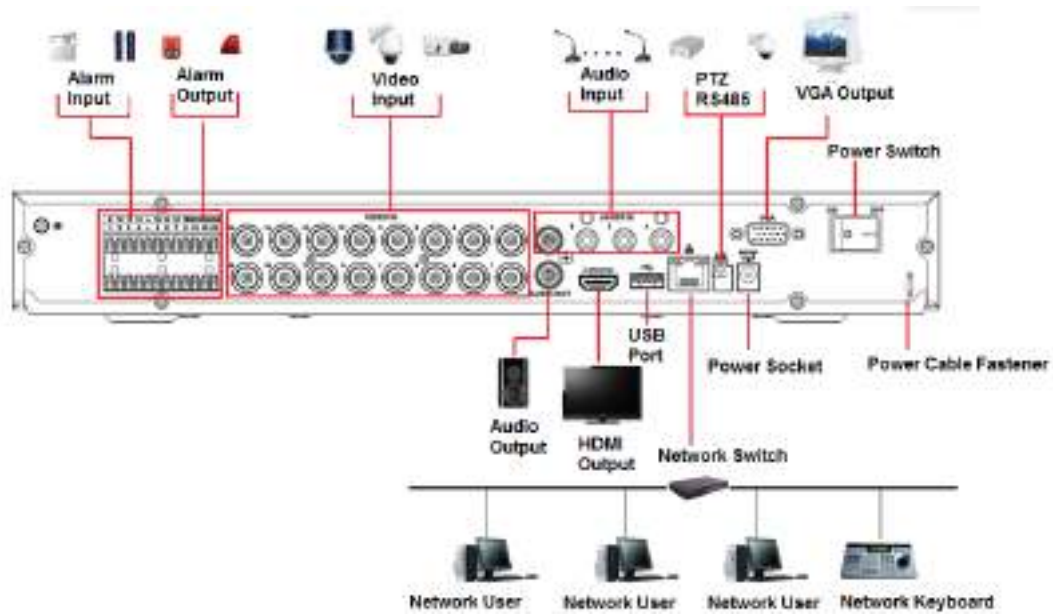 Alarm
Input
Alarm
Output
Video
Input
Audio
Input
PTZ
RS485
VGA Output
Power Switch
USB
Port
Power Socket
Power Cable Fastener
Audio
Output
HDMI
Output
Network Switch
Network User
Network User
Network User
Network Keyboard